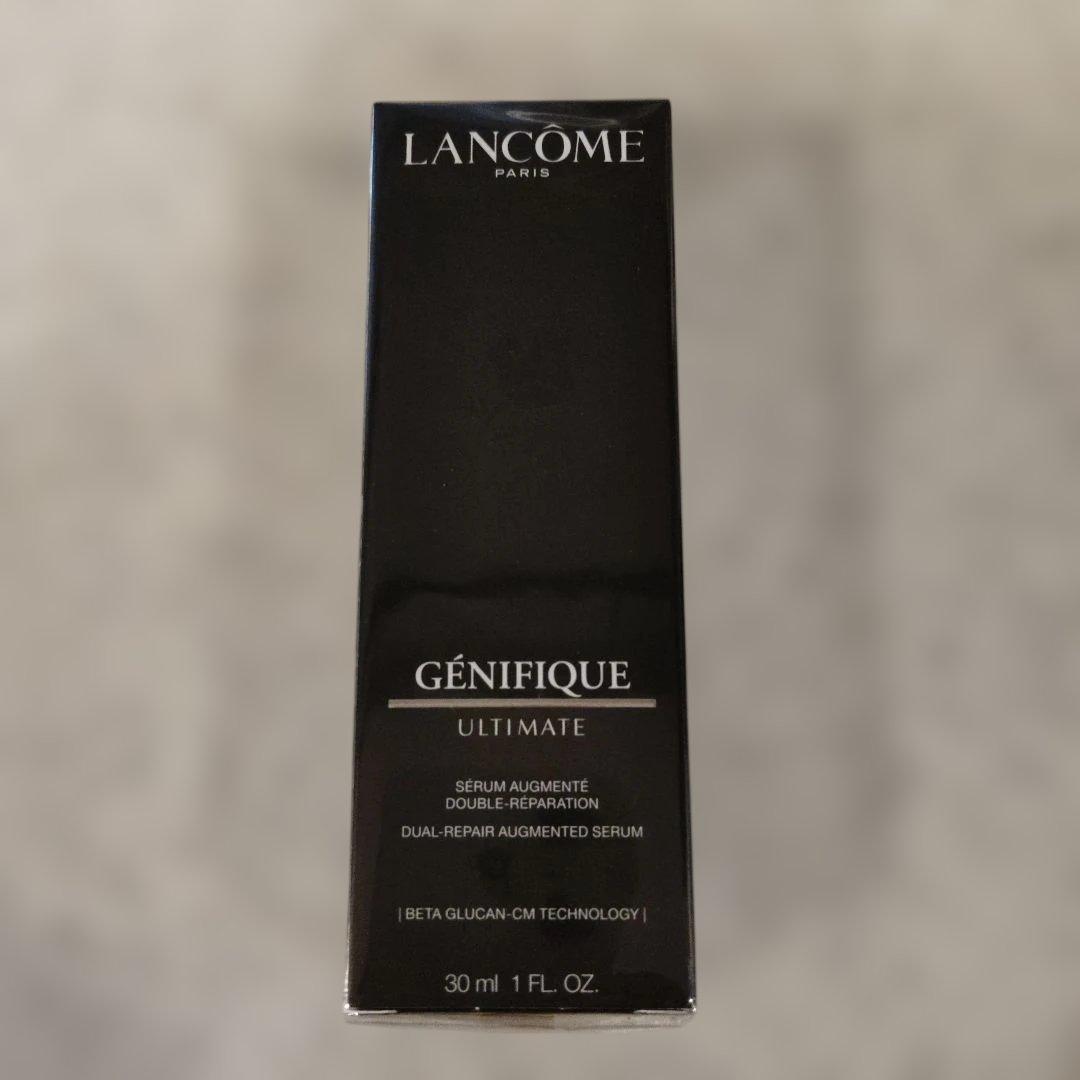 LANCÔME
PARIS
GÉNIFIQUE
ULTIMATE
SÉRUM AUGMENTÉ
DOUBLE-RÉPARATION
DUAL-REPAIR AUGMENTED SERUM
| BETA GLUCAN-CM TECHNOLOGY |
30 ml 1 FL. OZ.